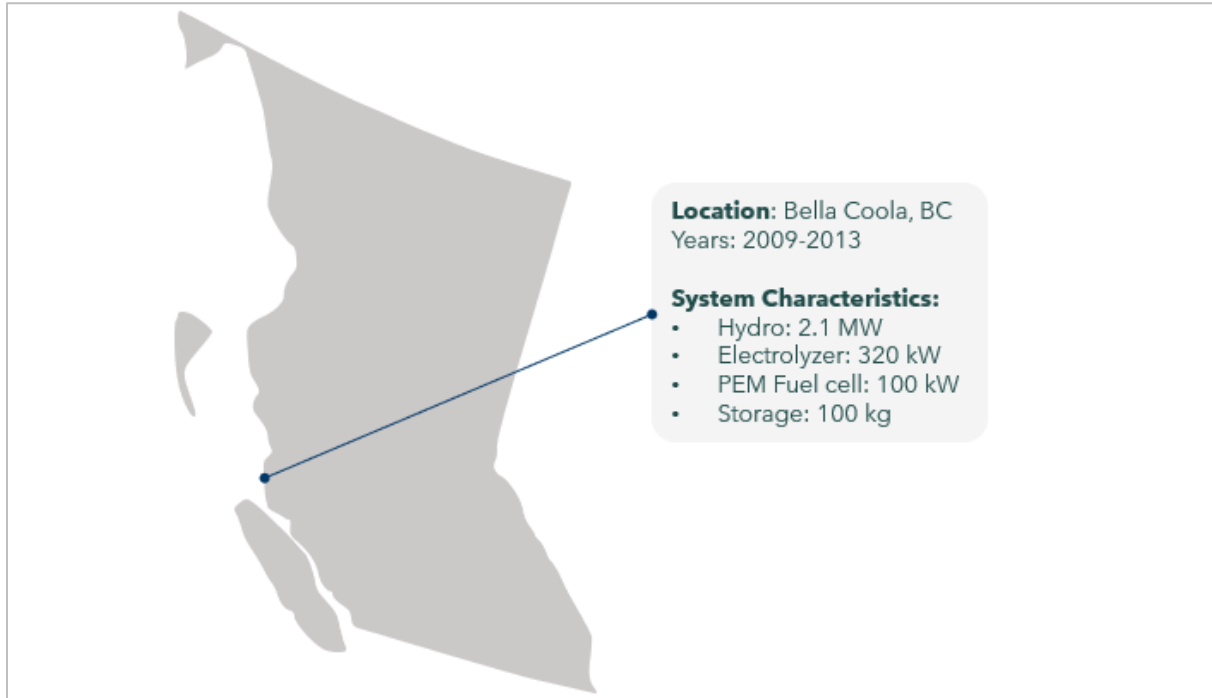 Location: Bella Coola, BC
Years: 2009-2013
System Characteristics:
• Hydro: 2.1 MW
• Electrolyzer: 320 kW
• PEM Fuel cell: 100 kW
• Storage: 100 kg